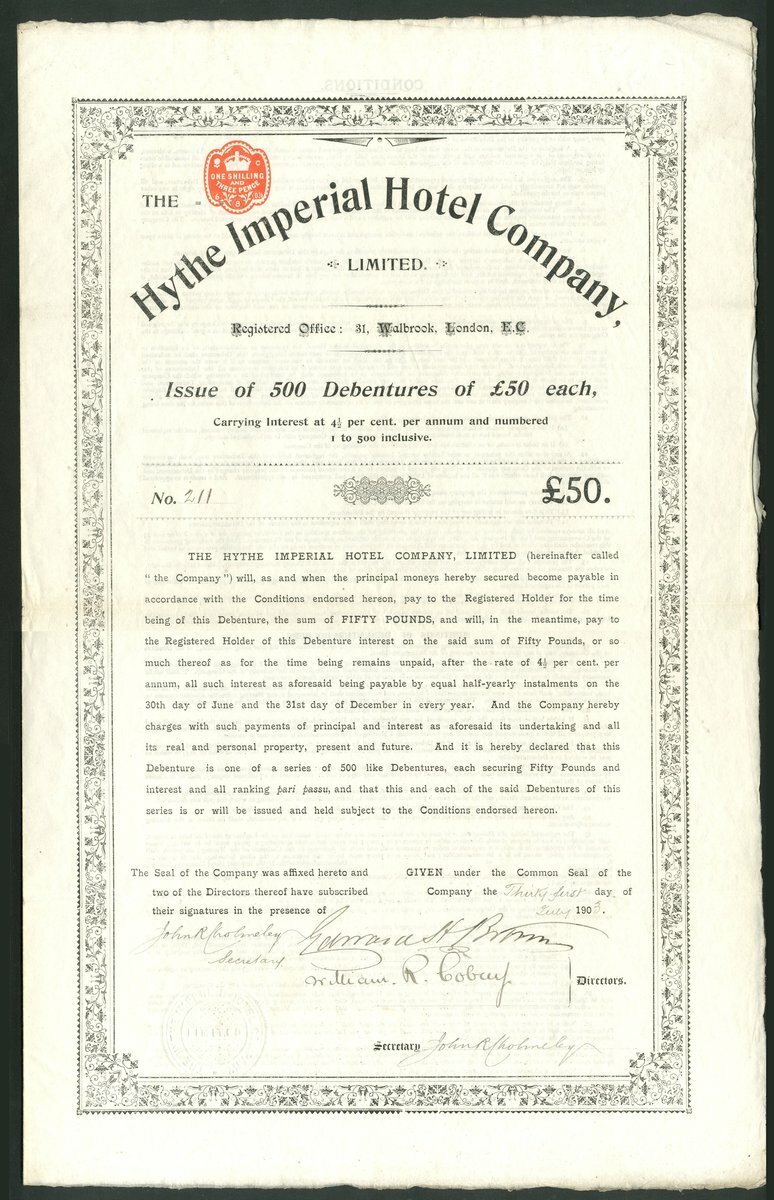 CONDITIONS.
ONE SHILLING
AND
THREE PENCE
THE
Hythe Imperial Hotel Company,
LIMITED.
Registered Office: 31, Walbrook, London, E.C.
Issue of 500 Debentures of £50 each,
Carrying Interest at 4½ per cent. per annum and numbered
1 to 500 inclusive.
No. 211 £50.
THE HYTHE IMPERIAL HOTEL COMPANY, LIMITED (hereinafter called
“ the Company ”) will, as and when the principal moneys hereby secured become payable in
accordance with the Conditions endorsed hereon, pay to the Registered Holder for the time
being of this Debenture, the sum of FIFTY POUNDS, and will, in the meantime, pay to
the Registered Holder of this Debenture interest on the said sum of Fifty Pounds, or so
much thereof as for the time being remains unpaid, after the rate of 4½ per cent. per
annum, all such interest as aforesaid being payable by equal half-yearly instalments on the
30th day of June and the 31st day of December in every year. And the Company hereby
charges with such payments of principal and interest as aforesaid its undertaking and all
its real and personal property, present and future. And it is hereby declared that this
Debenture is one of a series of 500 like Debentures, each securing Fifty Pounds and
interest and all ranking pari passu, and that this and each of the said Debentures of this
series is or will be issued and held subject to the Conditions endorsed hereon.
The Seal of the Company was affixed hereto and
two of the Directors thereof have subscribed
their signatures in the presence of
GIVEN under the Common Seal of the
Company the Thirty first day of
July 1903.
John R Cholmeley
Secretary
William. R.
Directors.
Secretary John R Cholmeley